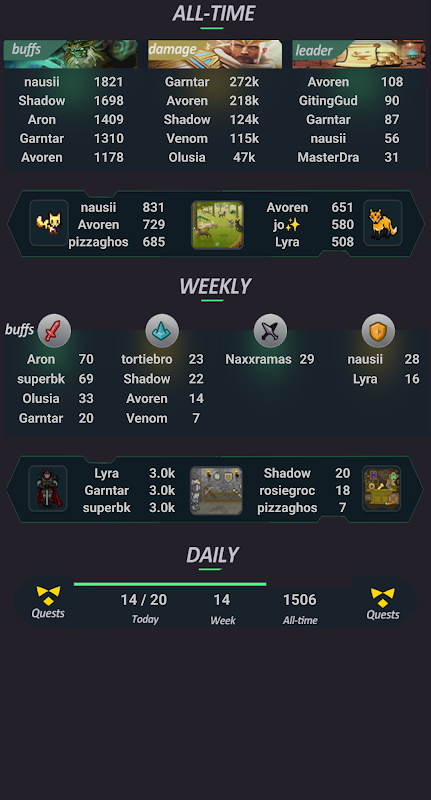 ALL-TIME
buffs damage leader
nausii 1821 Garntar 272k Avoren 108
Shadow 1698 Avoren 218k GitingGud 90
Aron 1409 Shadow 124k Garntar 87
Garntar 1310 Venom 115k nausii 56
Avoren 1178 Olusia 47k MasterDra 31
nausii 831 Avoren 651
Avoren 729 jo✨ 580
pizzaghos 685 Lyra 508
WEEKLY
buffs
Aron 70 tortiebro 23 Naxxramas 29 nausii 28
superbk 69 Shadow 22 Lyra 16
Olusia 33 Avoren 14
Garntar 20 Venom 7
Lyra 3.0k Shadow 20
Garntar 3.0k rosiegroc 18
superbk 3.0k pizzaghos 7
DAILY
14 / 20 14 1506
Quests Today Week All-time Quests